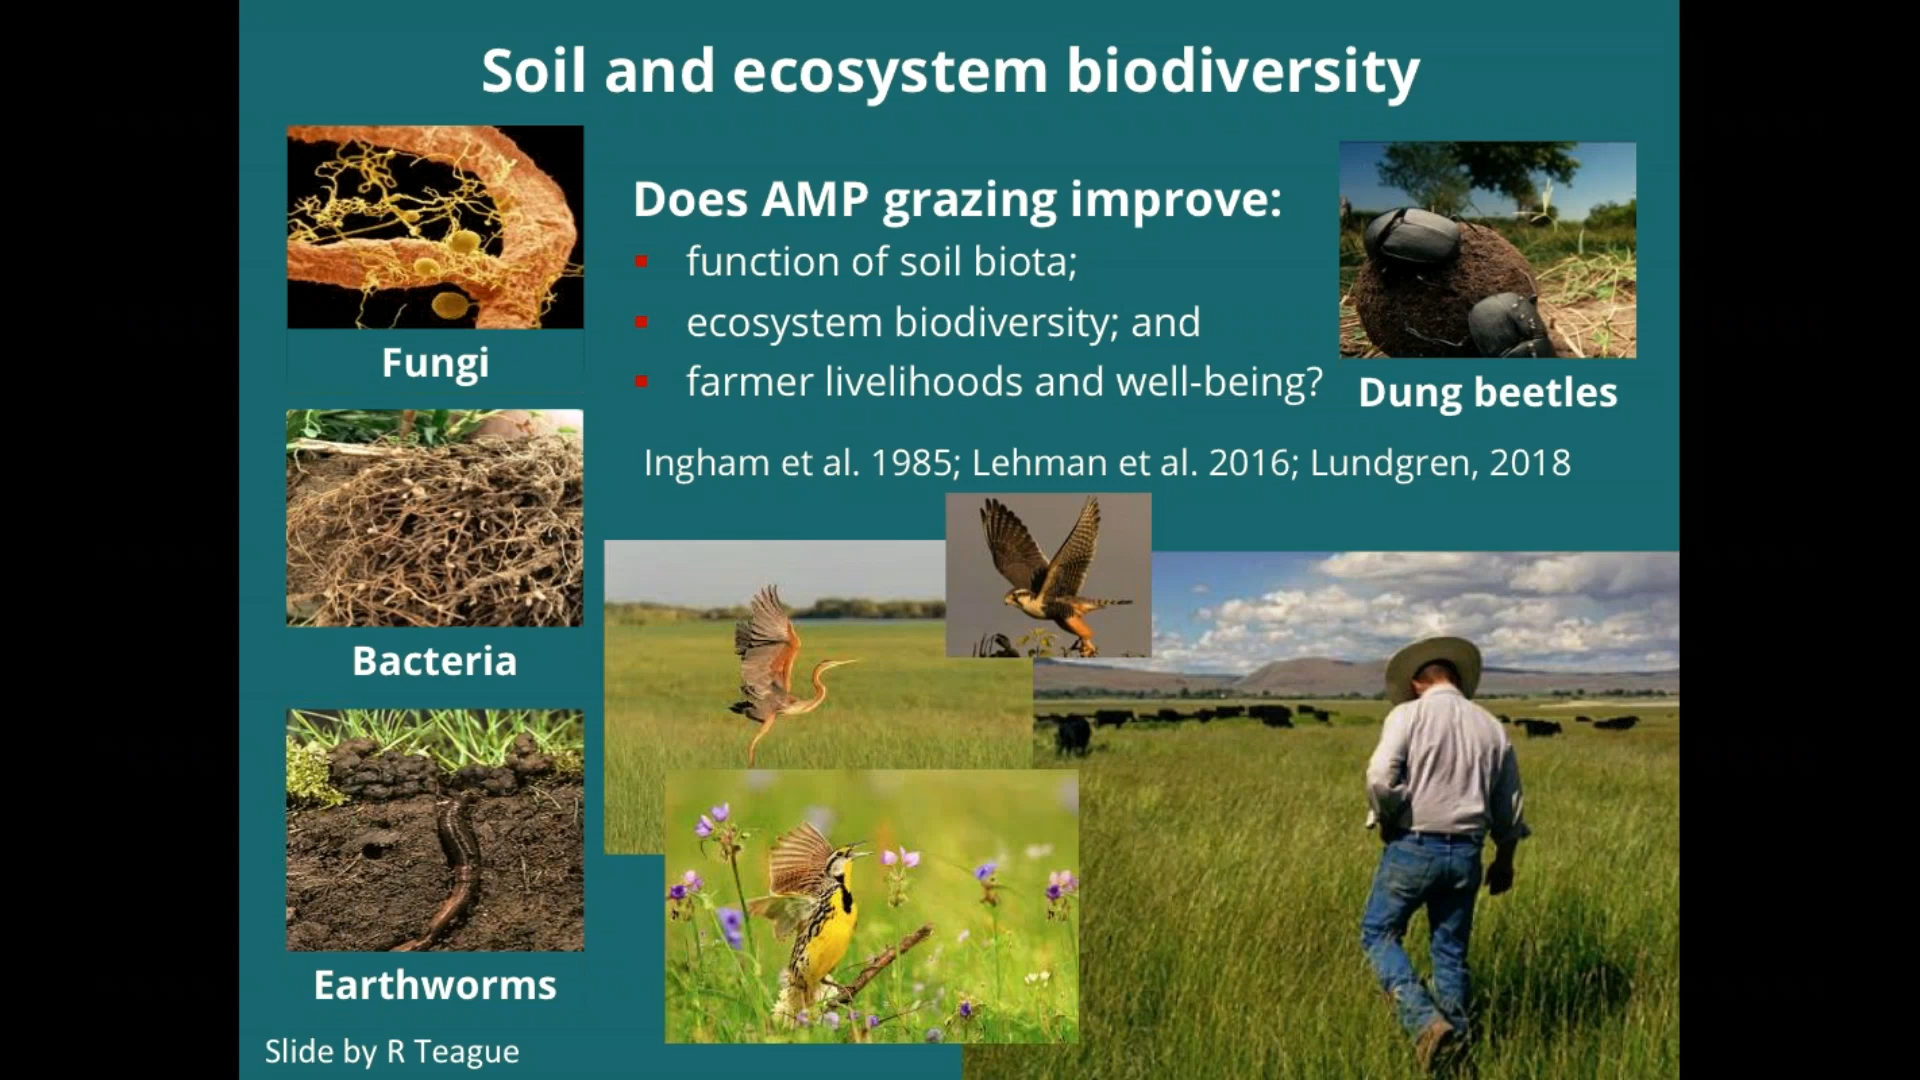 Soil and ecosystem biodiversity
Does AMP grazing improve:
function of soil biota;
ecosystem biodiversity; and
farmer livelihoods and well-being?
Ingham et al. 1985; Lehman et al. 2016; Lundgren, 2018
Fungi
Bacteria
Earthworms
Dung beetles
Slide by R Teague